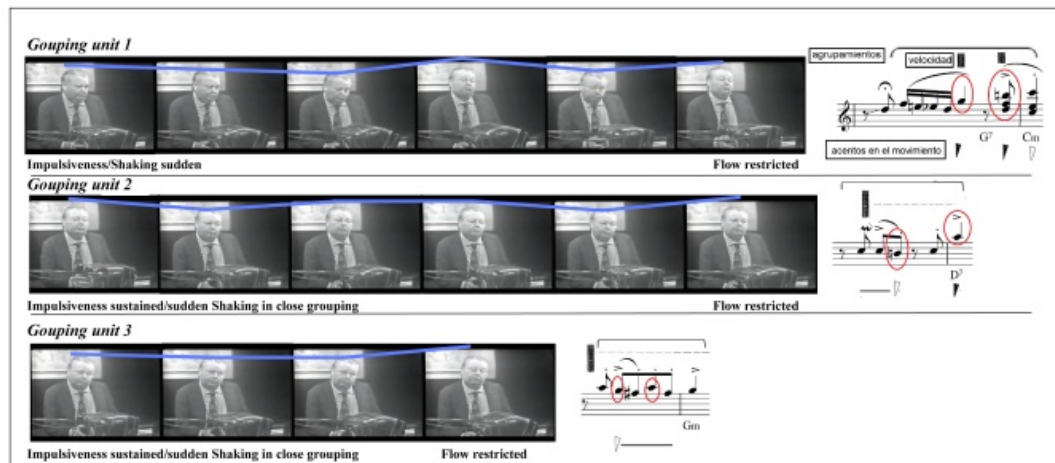 Gouping unit 1
agrupamientos
velocidad
G7
Cm
acentos en el movimiento
Impulsiveness/Shaking sudden
Flow restricted
Gouping unit 2
D7
Impulsiveness sustained/sudden Shaking in close grouping
Flow restricted
Gouping unit 3
Gm
Impulsiveness sustained/sudden Shaking in close grouping
Flow restricted